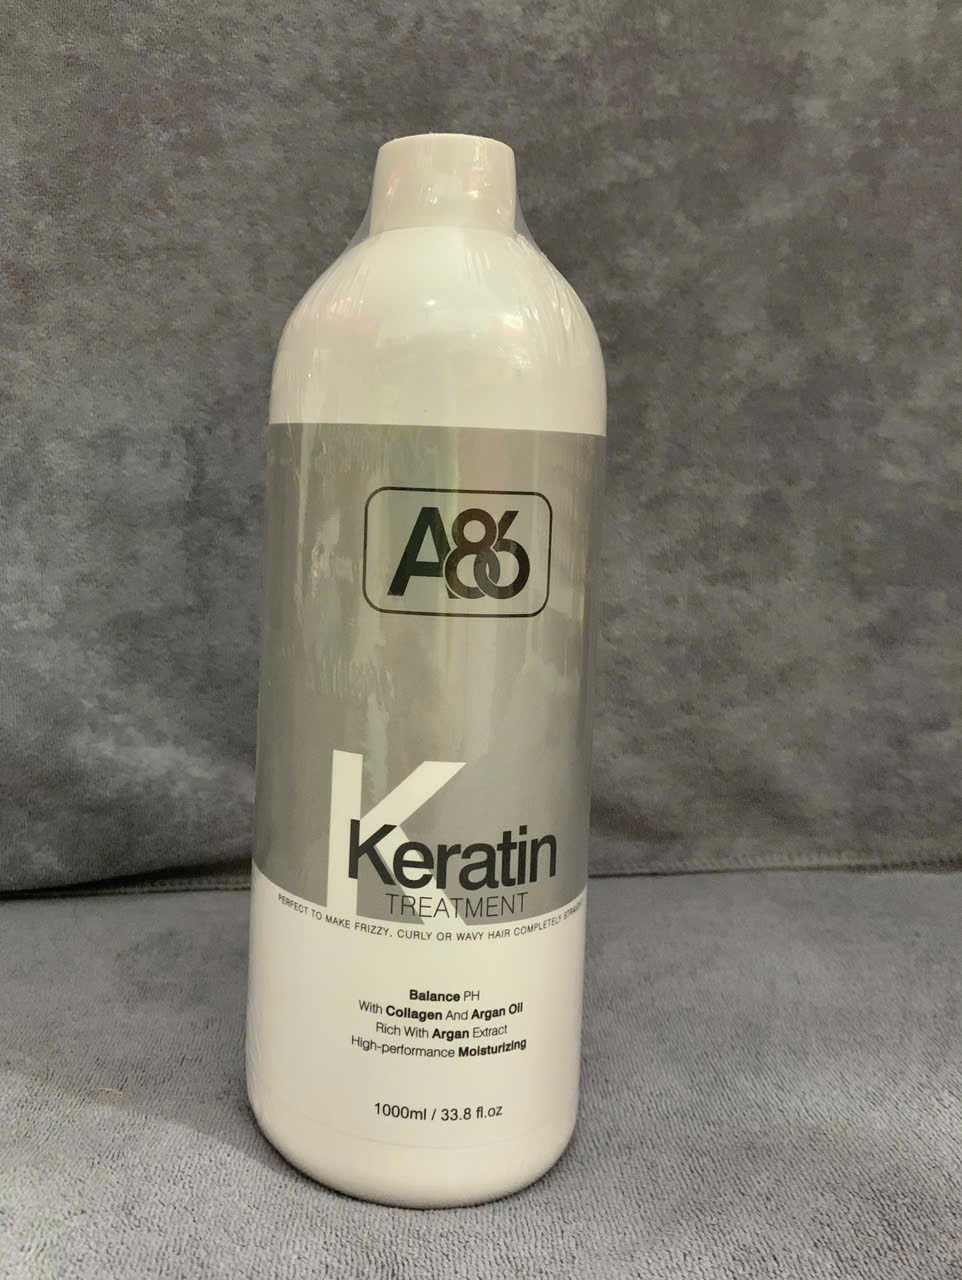 A86
K
Keratin
TREATMENT
PERFECT TO MAKE FRIZZY, CURLY OR WAVY HAIR COMPLETELY
Balance PH
With Collagen And Argan Oil
Rich With Argan Extract
High-performance Moisturizing
1000ml / 33.8 fl.oz